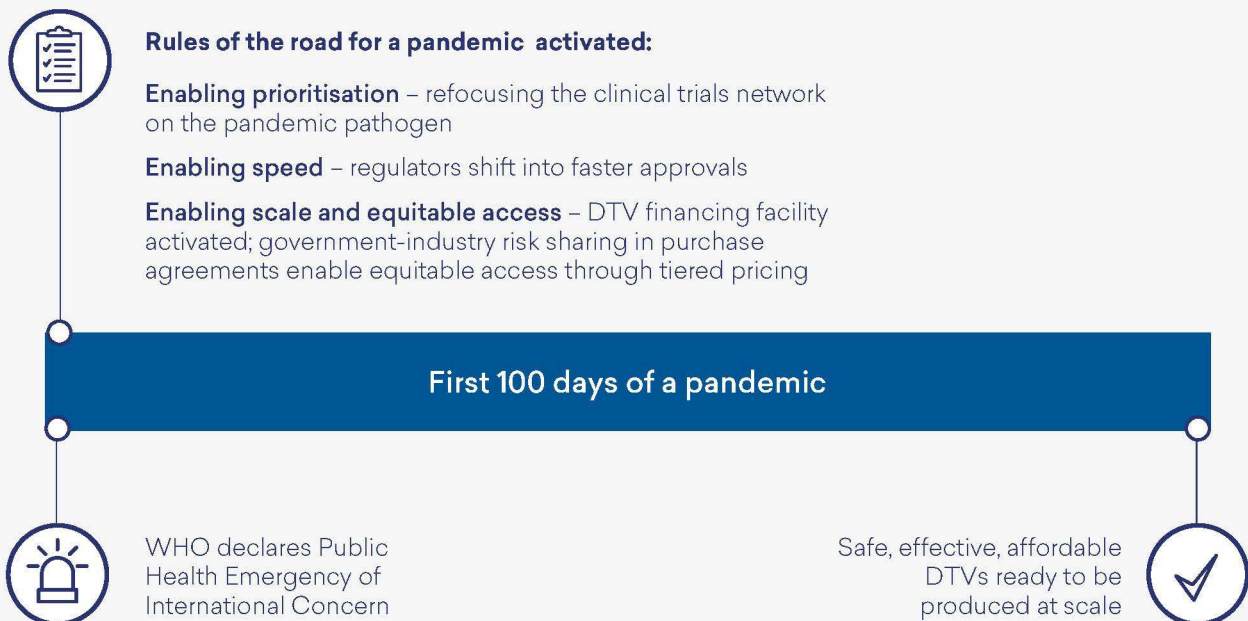 Rules of the road for a pandemic activated:
Enabling prioritisation – refocusing the clinical trials network
on the pandemic pathogen
Enabling speed – regulators shift into faster approvals
Enabling scale and equitable access – DTV financing facility
activated; government-industry risk sharing in purchase
agreements enable equitable access through tiered pricing
First 100 days of a pandemic
WHO declares Public
Health Emergency of
International Concern
Safe, effective, affordable
DTVs ready to be
produced at scale